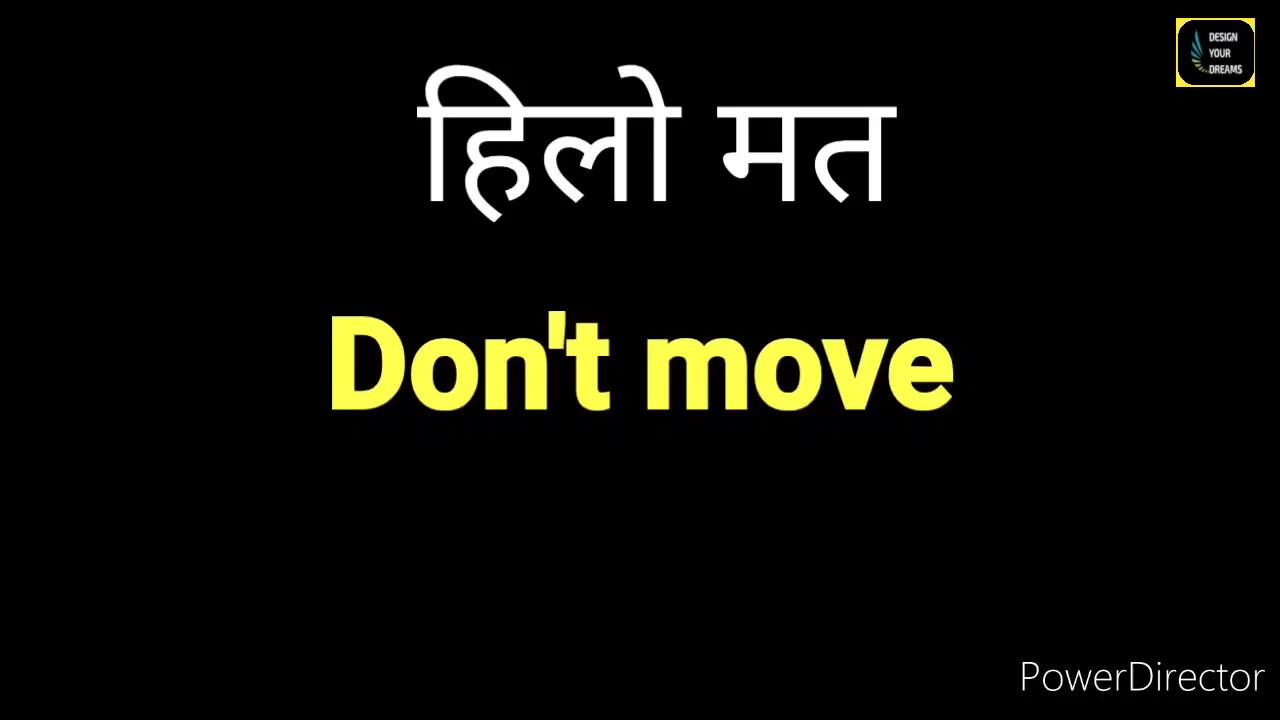 DESIGN
YOUR
DREAMS
हिलो मत
Don't move
PowerDirector